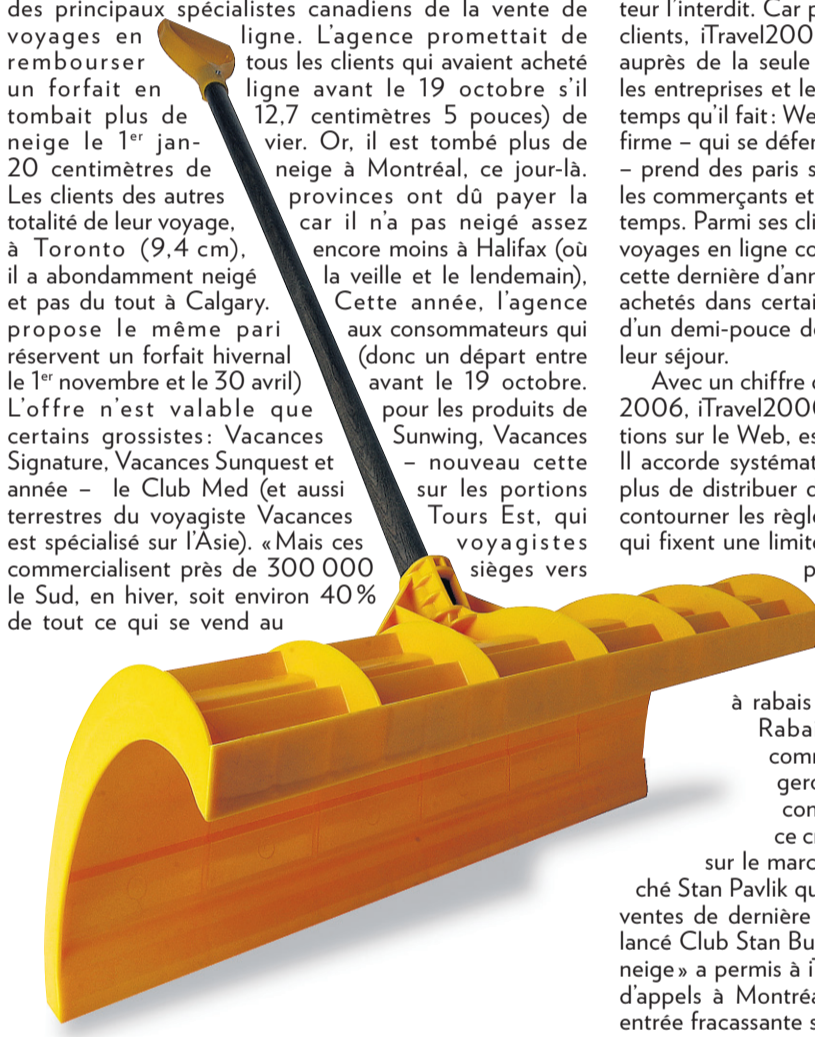 des principaux spécialistes canadiens de la vente de
voyages en ligne. L'agence promettait de
rembourser tous les clients qui avaient acheté
un forfait en ligne avant le 19 octobre s'il
tombait plus de 12,7 centimètres 5 pouces) de
neige le 1er jan- vier. Or, il est tombé plus de
20 centimètres de neige à Montréal, ce jour-là.
Les clients des autres provinces ont dû payer la
totalité de leur voyage, car il n'a pas neigé assez
à Toronto (9,4 cm), encore moins à Halifax (où
il a abondamment neigé la veille et le lendemain),
et pas du tout à Calgary. Cette année, l'agence
propose le même pari aux consommateurs qui
réservent un forfait hivernal (donc un départ entre
le 1er novembre et le 30 avril) avant le 19 octobre.
L'offre n'est valable que pour les produits de
certains grossistes : Vacances Sunwing, Vacances
Signature, Vacances Sunquest et – nouveau cette
année – le Club Med (et aussi sur les portions
terrestres du voyagiste Vacances Tours Est, qui
est spécialisé sur l'Asie). « Mais ces voyagistes
commercialisent près de 300 000 sièges vers
le Sud, en hiver, soit environ 40 %
de tout ce qui se vend au
teur l'interdit. Car p
clients, iTravel200
auprès de la seule
les entreprises et le
temps qu'il fait : We
firme – qui se défe
– prend des paris s
les commerçants et
temps. Parmi ses cli
voyages en ligne co
cette dernière d'ann
achetés dans certai
d'un demi-pouce de
leur séjour.
Avec un chiffre d
2006, iTravel2000
tions sur le Web, es
Il accorde systémat
plus de distribuer d
contourner les règle
qui fixent une limite
p
à rabais
Rabai
comm
gero
con
ce cr
sur le marc
ché Stan Pavlik qu
ventes de dernière
lancé Club Stan Bu
neige » a permis à i
d'appels à Montréa
entrée fracassante s